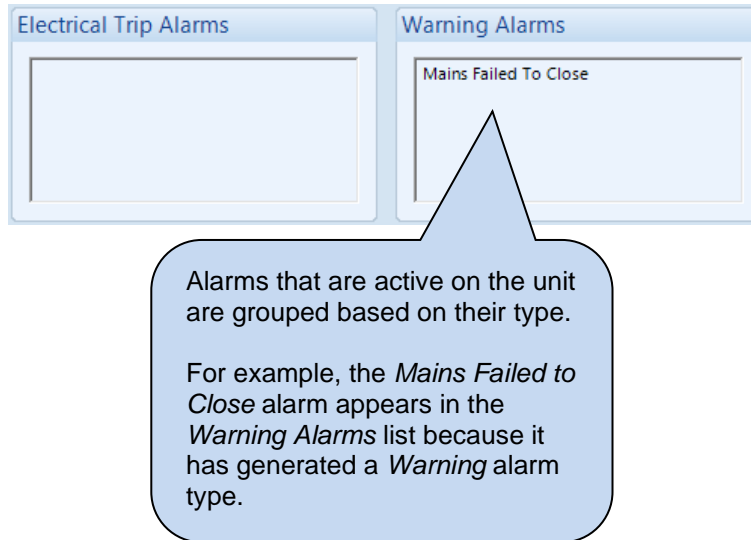 Electrical Trip Alarms
Warning Alarms
Mains Failed To Close
Alarms that are active on the unit
are grouped based on their type.
For example, the Mains Failed to
Close alarm appears in the
Warning Alarms list because it
has generated a Warning alarm
type.